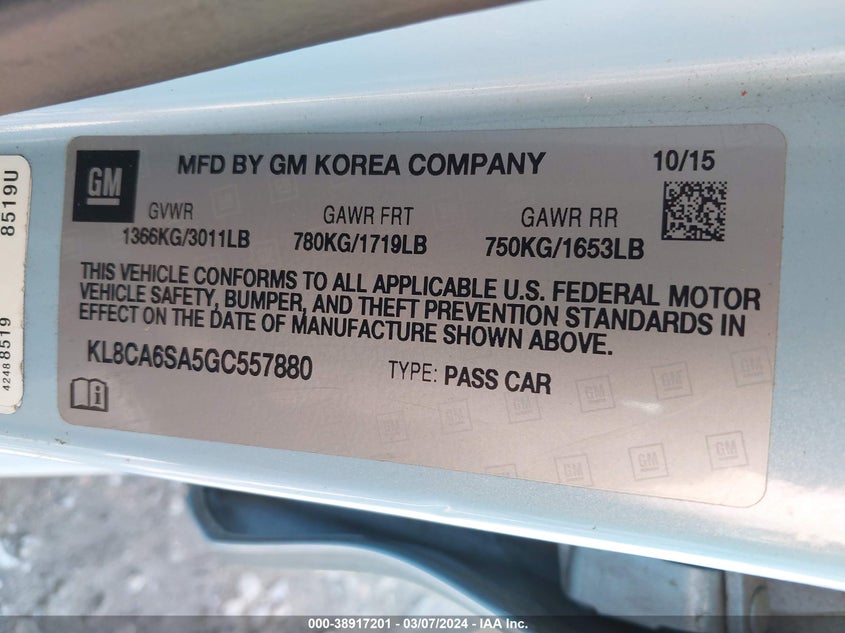 MFD BY GM KOREA COMPANY 10/15
GM
GVWR GAWR FRT GAWR RR
1366KG/3011LB 780KG/1719LB 750KG/1653LB
THIS VEHICLE CONFORMS TO ALL APPLICABLE U.S. FEDERAL MOTOR
VEHICLE SAFETY, BUMPER, AND THEFT PREVENTION STANDARDS IN
EFFECT ON THE DATE OF MANUFACTURE SHOWN ABOVE.
KL8CA6SA5GC557880 TYPE: PASS CAR
8519U
42488519
000-38917201 - 03/07/2024 - IAA Inc.